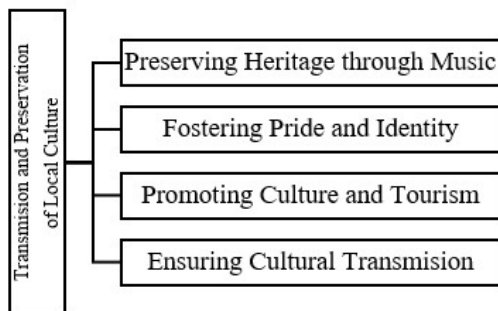 Transmision and Preservation
of Local Culture
Preserving Heritage through Music
Fostering Pride and Identity
Promoting Culture and Tourism
Ensuring Cultural Transmision